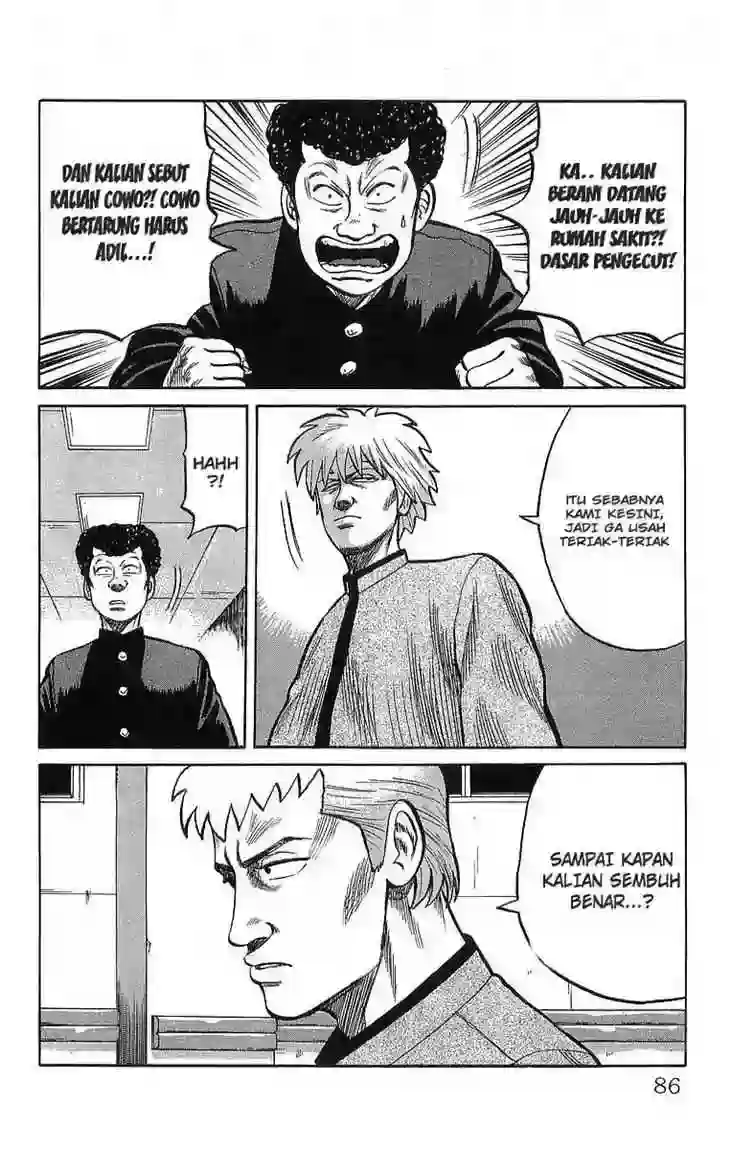 KA.. KALIAN
BERANI DATANG
JAUH-JAUH KE
RUMAH SAKIT?!
DASAR PENGECUT!
DAN KALIAN SEBUT
KALIAN COWO?! COWO
BERTARUNG HARUS
ADIL...!
ITU SEBABNYA
KAMI KESINI,
JADI GA USAH
TERIAK-TERIAK
HAHH
?!
SAMPAI KAPAN
KALIAN SEMBUH
BENAR...?
86